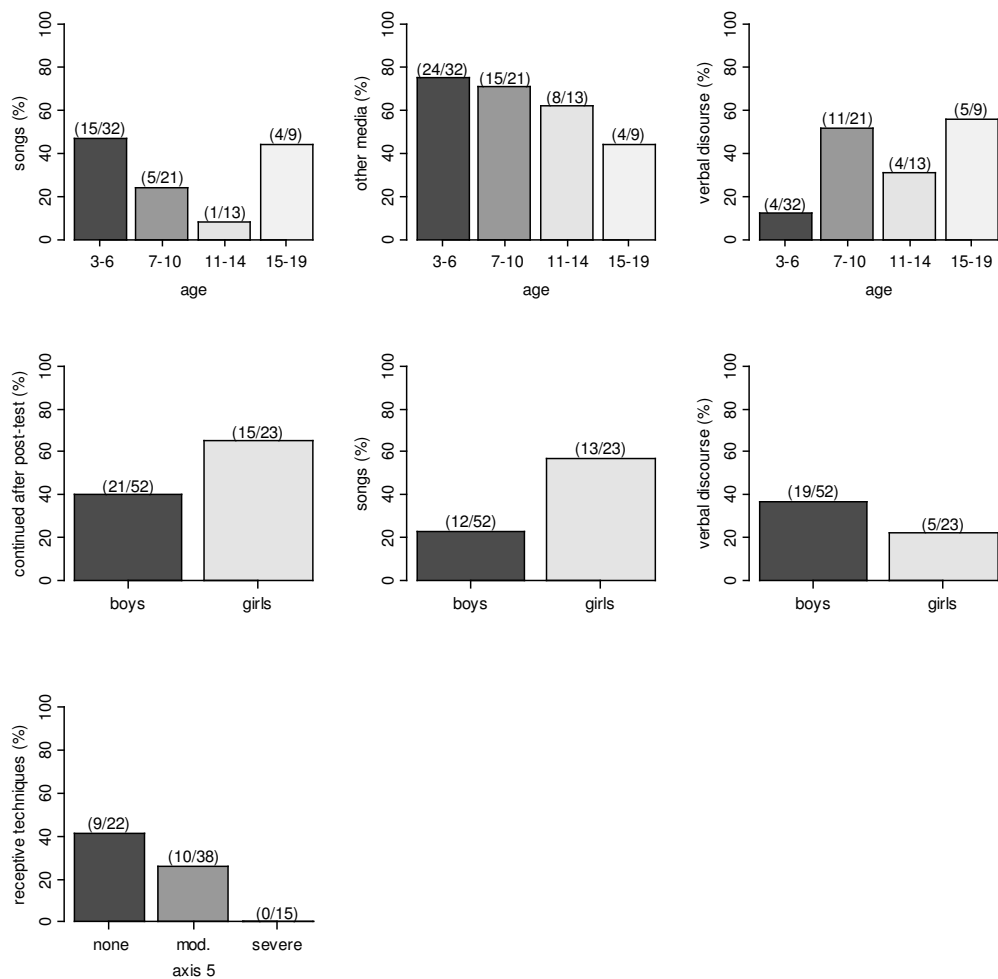 songs (%)
0 20 40 60 80 100
(15/32)
(5/21)
(1/13)
(4/9)
3-6 7-10 11-14 15-19
age
other media (%)
0 20 40 60 80 100
(24/32)
(15/21)
(8/13)
(4/9)
3-6 7-10 11-14 15-19
age
verbal disourse (%)
0 20 40 60 80 100
(4/32)
(11/21)
(4/13)
(5/9)
3-6 7-10 11-14 15-19
age
continued after post-test (%)
0 20 40 60 80 100
(21/52)
(15/23)
boys girls
songs (%)
0 20 40 60 80 100
(12/52)
(13/23)
boys girls
verbal discourse (%)
0 20 40 60 80 100
(19/52)
(5/23)
boys girls
receptive techniques (%)
0 20 40 60 80 100
(9/22)
(10/38)
(0/15)
none mod. severe
axis 5